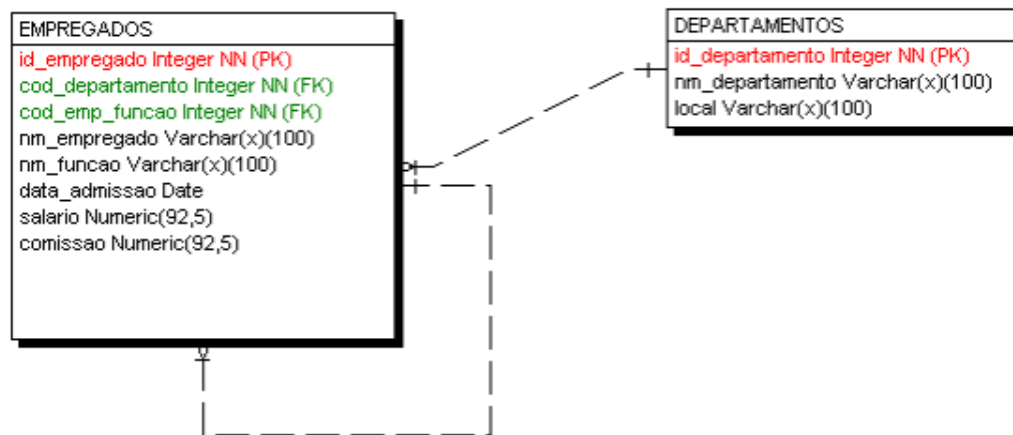 EMPREGADOS
id_empregado Integer NN (PK)
cod_departamento Integer NN (FK)
cod_emp_funcao Integer NN (FK)
nm_empregado Varchar(x)(100)
nm_funcao Varchar(x)(100)
data_admissao Date
salario Numeric(92,5)
comissao Numeric(92,5)
DEPARTAMENTOS
id_departamento Integer NN (PK)
nm_departamento Varchar(x)(100)
local Varchar(x)(100)